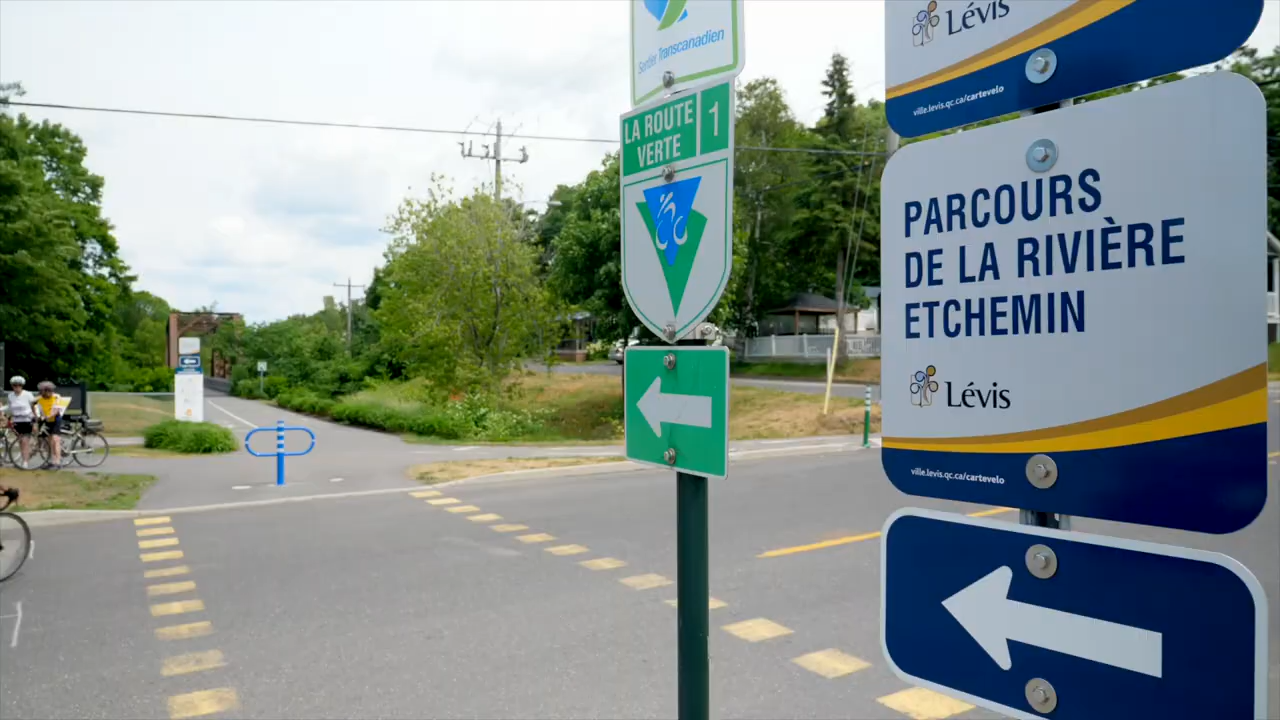 Sentier Transcanadien
LA ROUTE
VERTE
1
Lévis
ville.levis.qc.ca/cartevelo
PARCOURS
DE LA RIVIÈRE
ETCHEMIN
Lévis
ville.levis.qc.ca/cartevelo